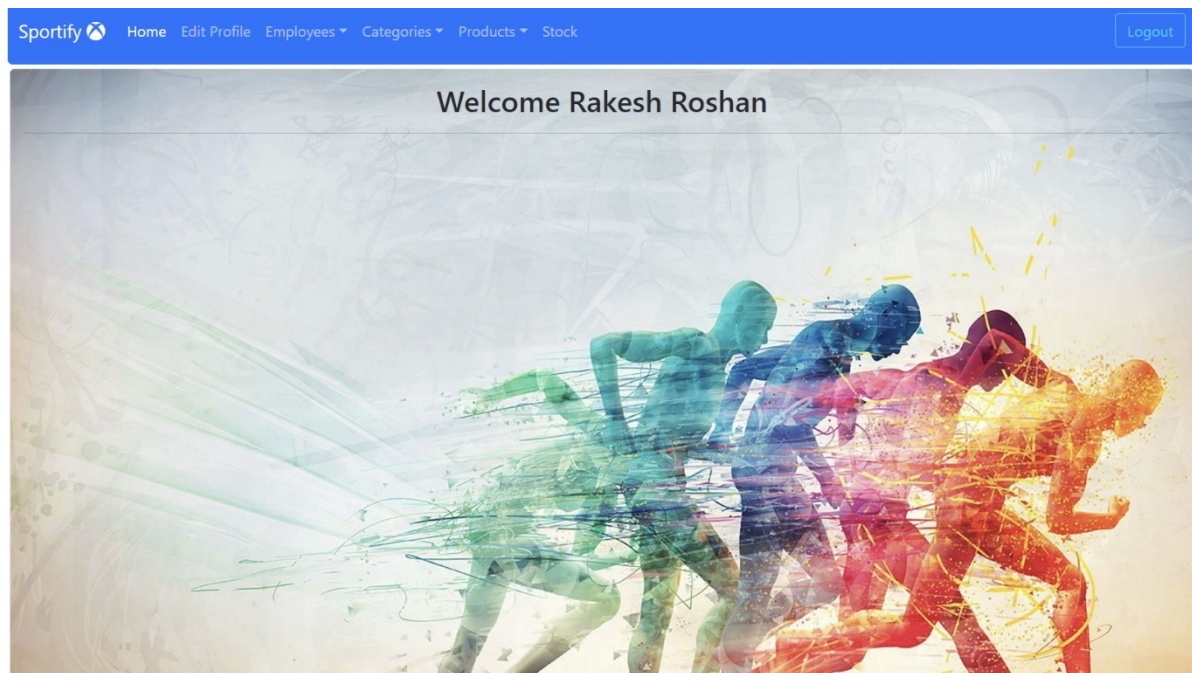 Sportify Home Edit Profile Employees Categories Products Stock Logout
Welcome Rakesh Roshan